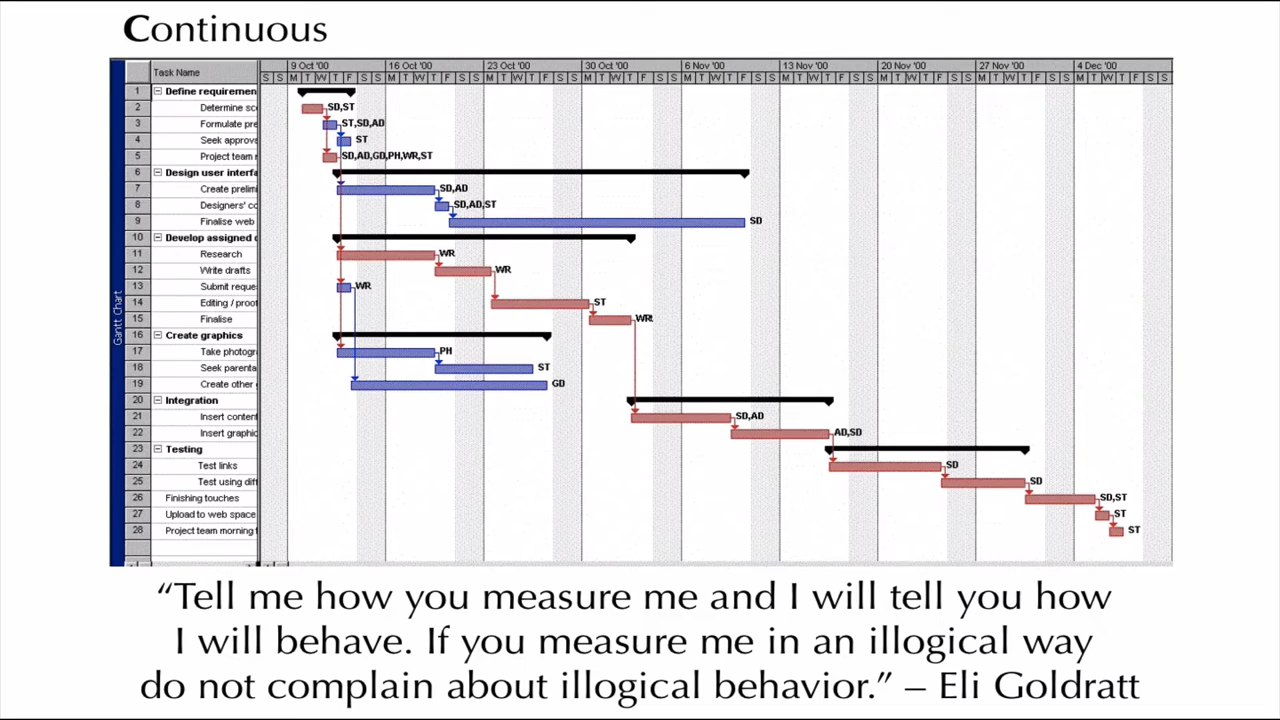 Continuous
Task Name
9 Oct '00 16 Oct '00 23 Oct '00 30 Oct '00 6 Nov '00 13 Nov '00 20 Nov '00 27 Nov '00 4 Dec '00
S S M T W T F S S M T W T F S S M T W T F S S M T W T F S S M T W T F S S M T W T F S S M T W T F S S M T W T F S S M T W T F S S
1 Define requiremen
2 Determine sco SD,ST
3 Formulate pre ST,SD,AD
4 Seek approva ST
5 Project team r SD,AD,GD,PH,WR,ST
6 Design user interfa
7 Create prelim SD,AD
8 Designers' co SD,AD,ST
9 Finalise web SD
10 Develop assigned c
11 Research WR
12 Write drafts WR
13 Submit reque WR
14 Editing / proof ST
15 Finalise WR
16 Create graphics
17 Take photogr PH
18 Seek parenta ST
19 Create other g GD
20 Integration
21 Insert content SD,AD
22 Insert graphic AD,SD
23 Testing
24 Test links SD
25 Test using diff SD
26 Finishing touches SD,ST
27 Upload to web space ST
28 Project team morning t ST
Gantt Chart
“Tell me how you measure me and I will tell you how
I will behave. If you measure me in an illogical way
do not complain about illogical behavior.” – Eli Goldratt